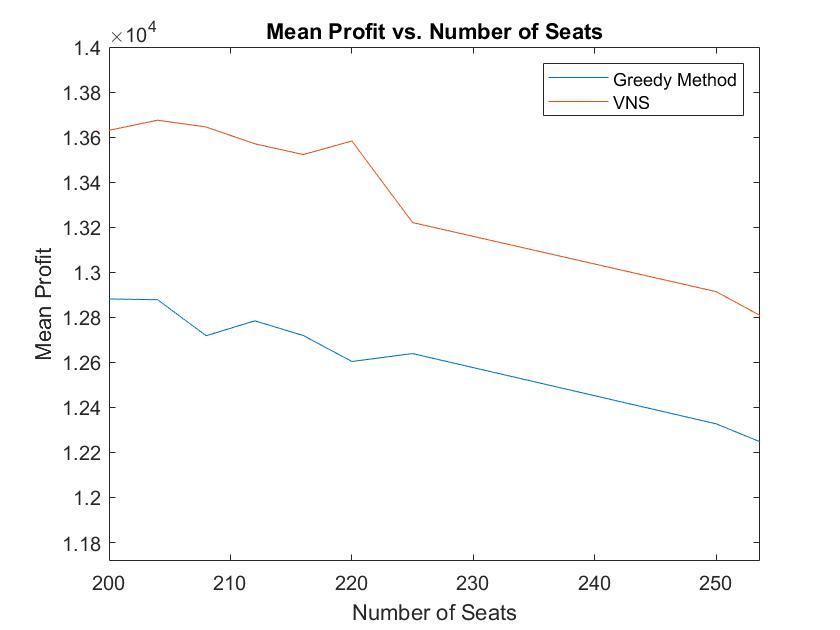 Mean Profit vs. Number of Seats
×10^4
1.4
1.38
1.36
1.34
1.32
1.3
1.28
1.26
1.24
1.22
1.2
1.18
Mean Profit
Greedy Method
VNS
200 210 220 230 240 250
Number of Seats